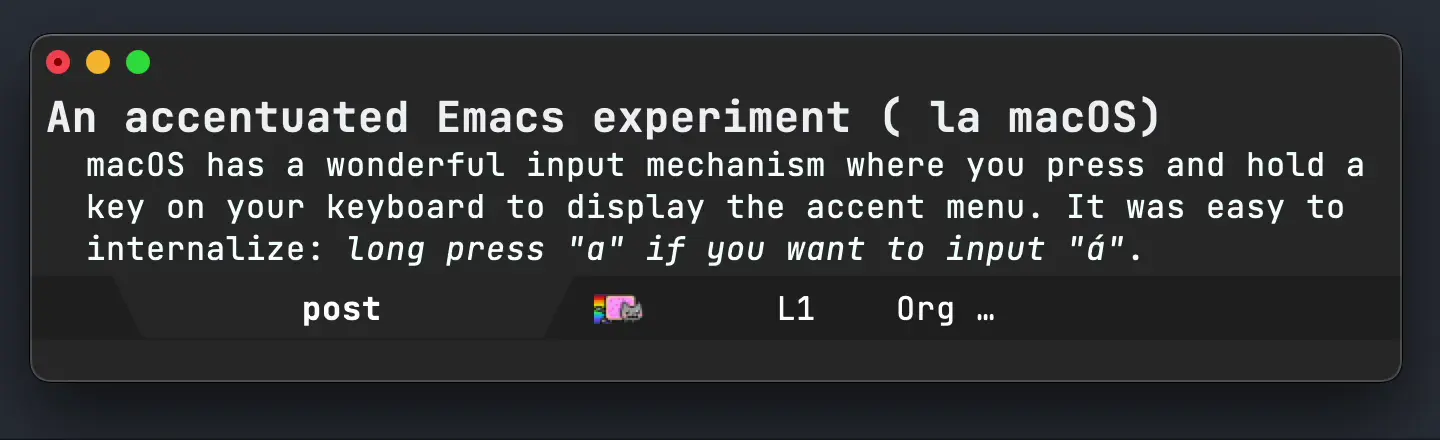 An accentuated Emacs experiment ( la macOS)
macOS has a wonderful input mechanism where you press and hold a
key on your keyboard to display the accent menu. It was easy to
internalize: long press "a" if you want to input "á".
post L1 Org …